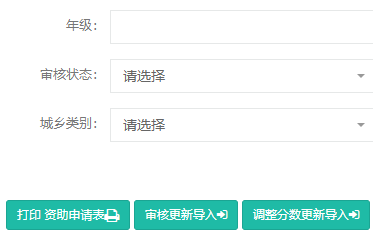 年级：
审核状态： 请选择
城乡类别： 请选择
打印 资助申请表 审核更新导入 调整分数更新导入